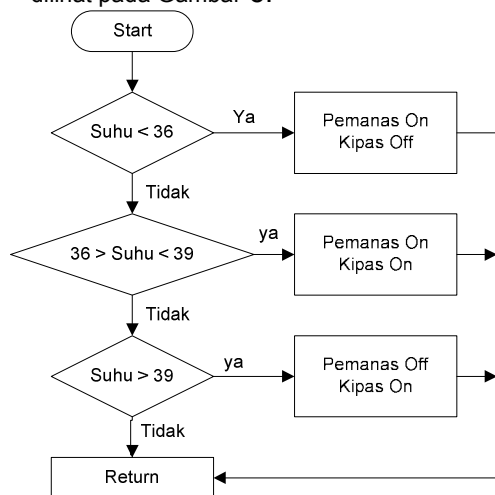 dilihat pada Gambar 3.
Start
Suhu < 36
Ya
Pemanas On
Kipas Off
Tidak
36 > Suhu < 39
ya
Pemanas On
Kipas On
Tidak
Suhu > 39
ya
Pemanas Off
Kipas On
Tidak
Return